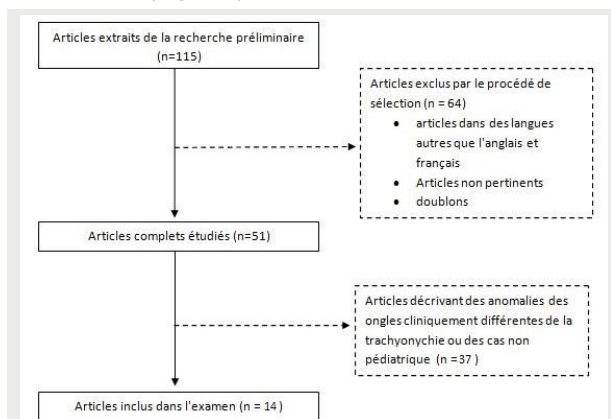 Articles extraits de la recherche préliminaire
(n=115)
Articles exclus par le procédé de
sélection (n = 64)
• articles dans des langues
autres que l'anglais et
français
• Articles non pertinents
• doublons
Articles complets étudiés (n=51)
Articles décrivant des anomalies des
ongles cliniquement différentes de la
trachyonychie ou des cas non
pédiatrique (n =37 )
Articles inclus dans l'examen (n = 14 )